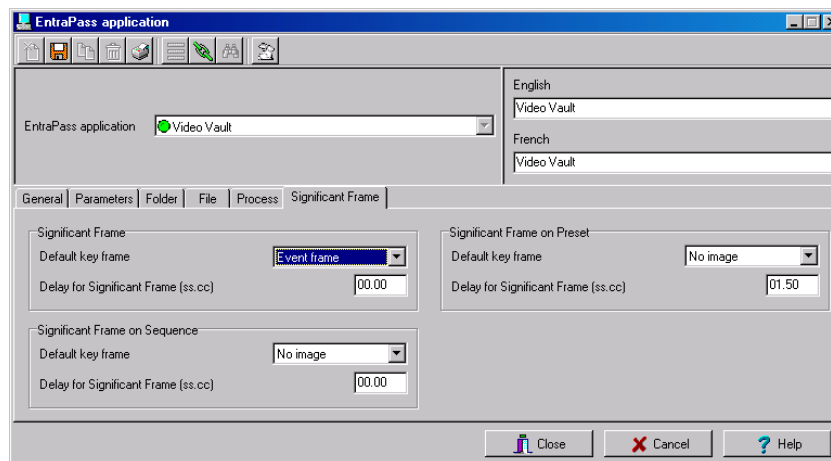 EntraPass application
English
Video Vault
EntraPass application
Video Vault
French
Video Vault
General
Parameters
Folder
File
Process
Significant Frame
Significant Frame
Default key frame
Event frame
Delay for Significant Frame (ss.cc)
00.00
Significant Frame on Preset
Default key frame
No image
Delay for Significant Frame (ss.cc)
01.50
Significant Frame on Sequence
Default key frame
No image
Delay for Significant Frame (ss.cc)
00.00
Close
Cancel
? Help